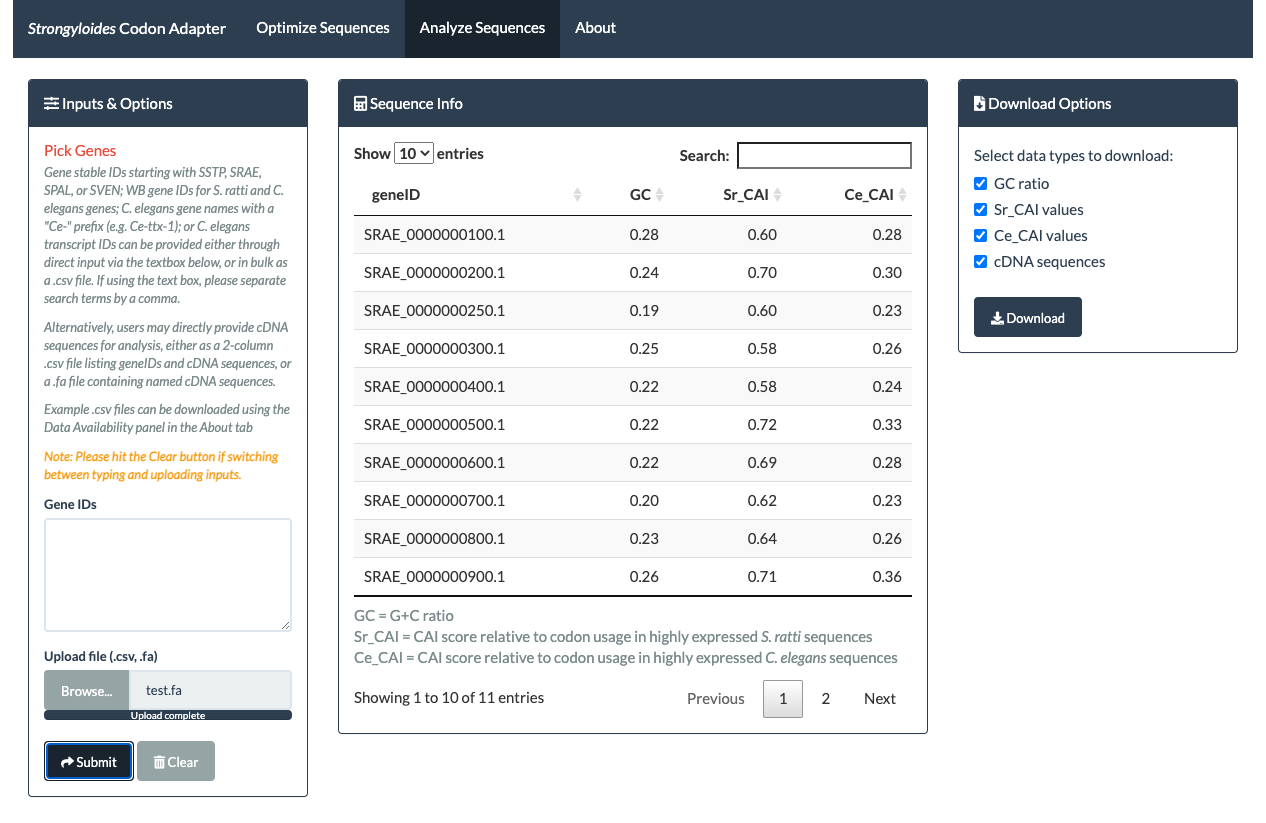 Strongyloides Codon Adapter Optimize Sequences Analyze Sequences About
Inputs & Options
Pick Genes
Gene stable IDs starting with SSTP, SRAE,
SPAL, or SVEN; WB gene IDs for S. ratti and C.
elegans genes; C. elegans gene names with a
"Ce-" prefix (e.g. Ce-ttx-1); or C. elegans
transcript IDs can be provided either through
direct input via the textbox below, or in bulk as
a .csv file. If using the text box, please separate
search terms by a comma.
Alternatively, users may directly provide cDNA
sequences for analysis, either as a 2-column
.csv file listing geneIDs and cDNA sequences, or
a .fa file containing named cDNA sequences.
Example .csv files can be downloaded using the
Data Availability panel in the About tab
Note: Please hit the Clear button if switching
between typing and uploading inputs.
Gene IDs
Upload file (.csv, .fa)
Browse... test.fa
Upload complete
Submit Clear
Sequence Info
Show 10 entries Search:
geneID GC Sr_CAI Ce_CAI
SRAE_0000000100.1 0.28 0.60 0.28
SRAE_0000000200.1 0.24 0.70 0.30
SRAE_0000000250.1 0.19 0.60 0.23
SRAE_0000000300.1 0.25 0.58 0.26
SRAE_0000000400.1 0.22 0.58 0.24
SRAE_0000000500.1 0.22 0.72 0.33
SRAE_0000000600.1 0.22 0.69 0.28
SRAE_0000000700.1 0.20 0.62 0.23
SRAE_0000000800.1 0.23 0.64 0.26
SRAE_0000000900.1 0.26 0.71 0.36
GC = G+C ratio
Sr_CAI = CAI score relative to codon usage in highly expressed S. ratti sequences
Ce_CAI = CAI score relative to codon usage in highly expressed C. elegans sequences
Showing 1 to 10 of 11 entries Previous 1 2 Next
Download Options
Select data types to download:
GC ratio
Sr_CAI values
Ce_CAI values
cDNA sequences
Download